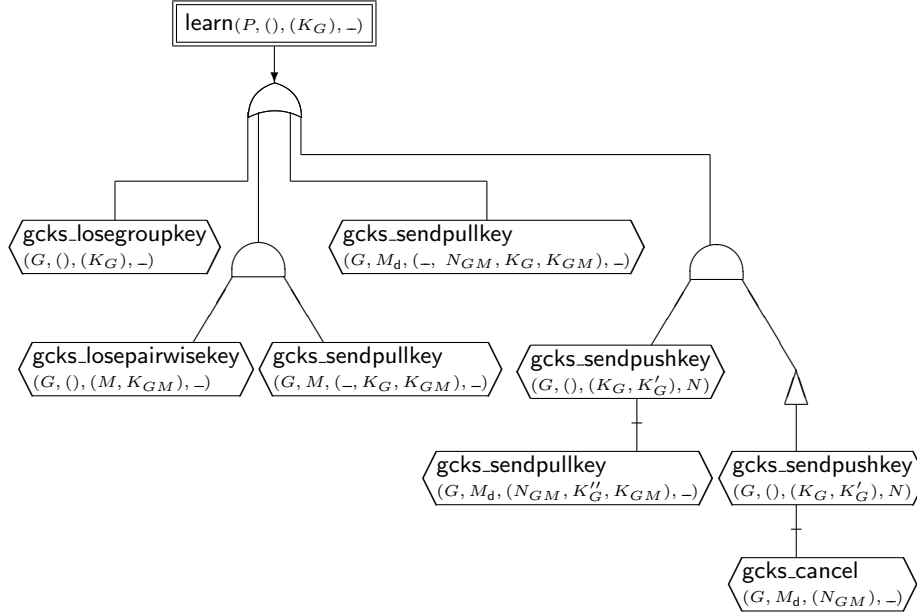 learn(P, (), (K_G), _)
gcks_losegroupkey
(G, (), (K_G), _)
gcks_sendpullkey
(G, M_d, (_, N_GM, K_G, K_GM), _)
gcks_losepairwisekey
(G, (), (M, K_GM), _)
gcks_sendpullkey
(G, M, (_, K_G, K_GM), _)
gcks_sendpushkey
(G, (), (K_G, K′_G), N)
gcks_sendpullkey
(G, M_d, (N_GM, K″_G, K_GM), _)
gcks_sendpushkey
(G, (), (K_G, K′_G), N)
gcks_cancel
(G, M_d, (N_GM), _)